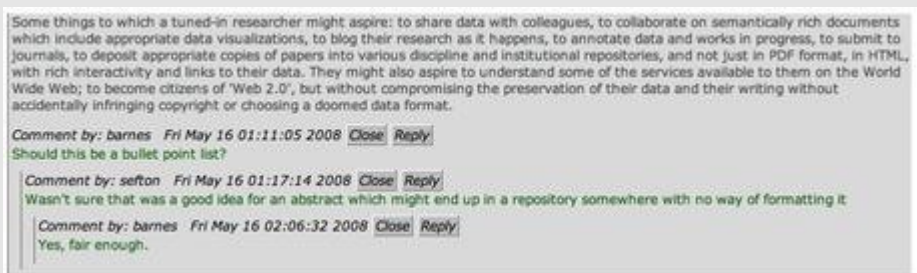 Some things to which a tuned-in researcher might aspire: to share data with colleagues, to collaborate on semantically rich documents
which include appropriate data visualizations, to blog their research as it happens, to annotate data and works in progress, to submit to
journals, to deposit appropriate copies of papers into various discipline and institutional repositories, and not just in PDF format, in HTML,
with rich interactivity and links to their data. They might also aspire to understand some of the services available to them on the World
Wide Web; to become citizens of 'Web 2.0', but without compromising the preservation of their data and their writing without
accidentally infringing copyright or choosing a doomed data format.
Comment by: barnes Fri May 16 01:11:05 2008 Close Reply
Should this be a bullet point list?
Comment by: sefton Fri May 16 01:17:14 2008 Close Reply
Wasn't sure that was a good idea for an abstract which might end up in a repository somewhere with no way of formatting it
Comment by: barnes Fri May 16 02:06:32 2008 Close Reply
Yes, fair enough.